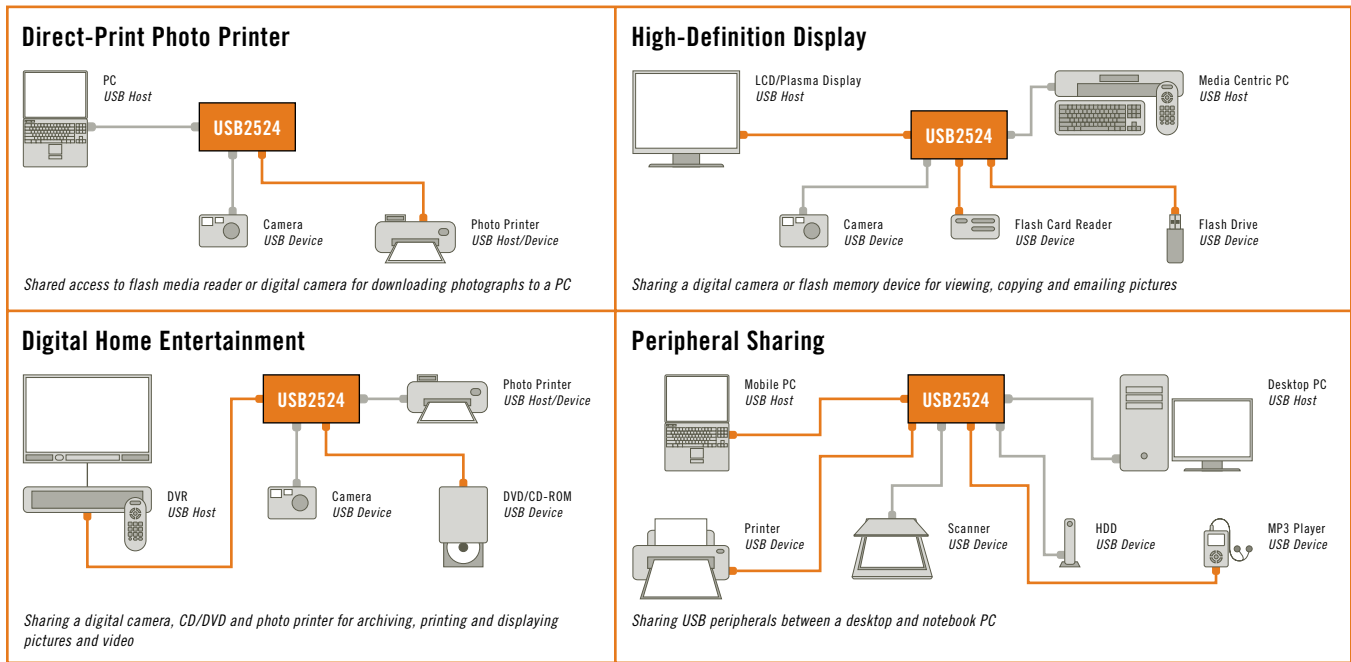 Direct-Print Photo Printer
PC
USB Host
USB2524
Camera
USB Device
Photo Printer
USB Host/Device
Shared access to flash media reader or digital camera for downloading photographs to a PC
High-Definition Display
LCD/Plasma Display
USB Host
USB2524
Media Centric PC
USB Host
Camera
USB Device
Flash Card Reader
USB Device
Flash Drive
USB Device
Sharing a digital camera or flash memory device for viewing, copying and emailing pictures
Digital Home Entertainment
USB2524
Photo Printer
USB Host/Device
DVR
USB Host
Camera
USB Device
DVD/CD-ROM
USB Device
Sharing a digital camera, CD/DVD and photo printer for archiving, printing and displaying
pictures and video
Peripheral Sharing
Mobile PC
USB Host
USB2524
Desktop PC
USB Host
Printer
USB Device
Scanner
USB Device
HDD
USB Device
MP3 Player
USB Device
Sharing USB peripherals between a desktop and notebook PC